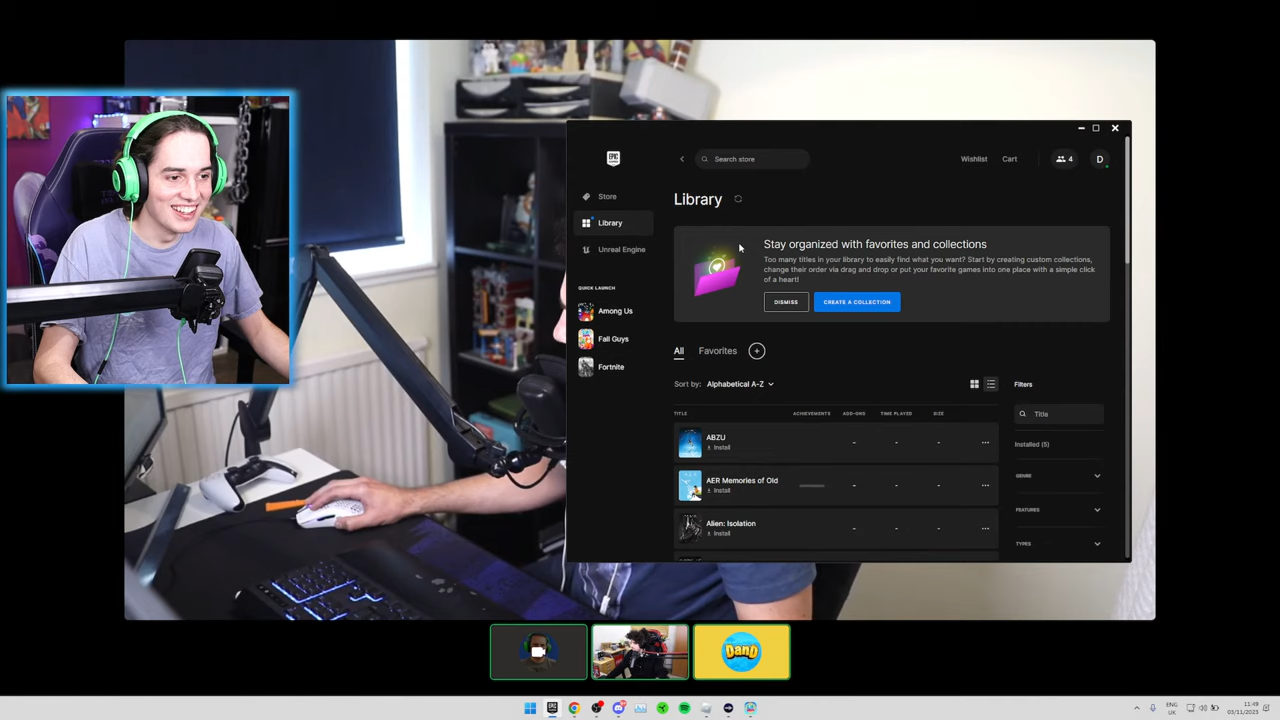 EPIC
GAMES
Search store
Wishlist
Cart
4
D
Store
Library
Unreal Engine
QUICK LAUNCH
Among Us
Fall Guys
Fortnite
Library
Stay organized with favorites and collections
Too many titles in your library to easily find what you want? Start by creating custom collections,
change their order via drag and drop or put your favorite games into one place with a simple click
of a heart!
DISMISS
CREATE A COLLECTION
All
Favorites
Sort by: Alphabetical A-Z
Filters
TITLE
ACHIEVEMENTS
ADD-ONS
TIME PLAYED
SIZE
Title
ABZU
Install
Installed (5)
AER Memories of Old
Install
GENRE
FEATURES
Alien: Isolation
Install
TYPES
DanD
ENG
UK
11:49
03/11/2023